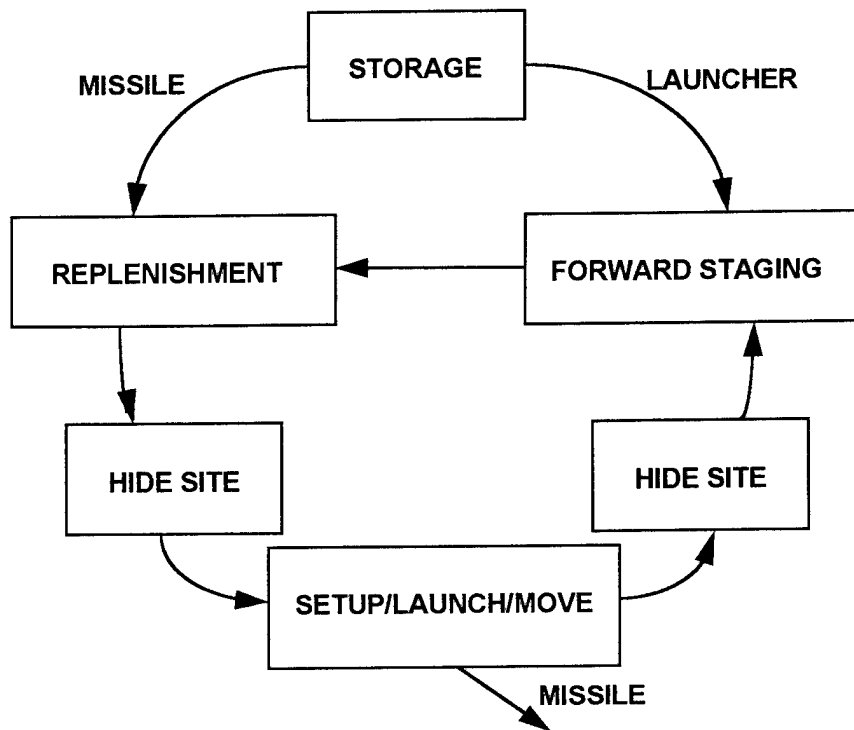 STORAGE
MISSILE
LAUNCHER
REPLENISHMENT
FORWARD STAGING
HIDE SITE
HIDE SITE
SETUP/LAUNCH/MOVE
MISSILE